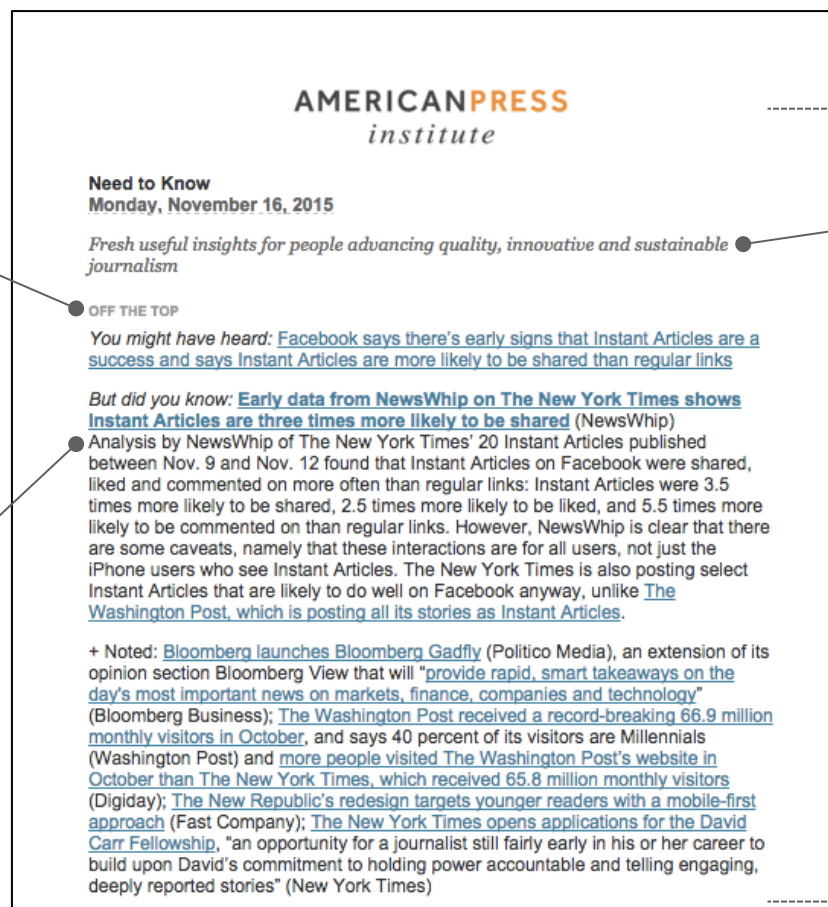 AMERICANPRESS
institute
Need to Know
Monday, November 16, 2015
Fresh useful insights for people advancing quality, innovative and sustainable
journalism
OFF THE TOP
You might have heard: Facebook says there's early signs that Instant Articles are a
success and says Instant Articles are more likely to be shared than regular links
But did you know: Early data from NewsWhip on The New York Times shows
Instant Articles are three times more likely to be shared (NewsWhip)
Analysis by NewsWhip of The New York Times' 20 Instant Articles published
between Nov. 9 and Nov. 12 found that Instant Articles on Facebook were shared,
liked and commented on more often than regular links: Instant Articles were 3.5
times more likely to be shared, 2.5 times more likely to be liked, and 5.5 times more
likely to be commented on than regular links. However, NewsWhip is clear that there
are some caveats, namely that these interactions are for all users, not just the
iPhone users who see Instant Articles. The New York Times is also posting select
Instant Articles that are likely to do well on Facebook anyway, unlike The
Washington Post, which is posting all its stories as Instant Articles.
+ Noted: Bloomberg launches Bloomberg Gadfly (Politico Media), an extension of its
opinion section Bloomberg View that will "provide rapid, smart takeaways on the
day's most important news on markets, finance, companies and technology"
(Bloomberg Business); The Washington Post received a record-breaking 66.9 million
monthly visitors in October, and says 40 percent of its visitors are Millennials
(Washington Post) and more people visited The Washington Post's website in
October than The New York Times, which received 65.8 million monthly visitors
(Digiday); The New Republic's redesign targets younger readers with a mobile-first
approach (Fast Company); The New York Times opens applications for the David
Carr Fellowship, "an opportunity for a journalist still fairly early in his or her career to
build upon David's commitment to holding power accountable and telling engaging,
deeply reported stories" (New York Times)